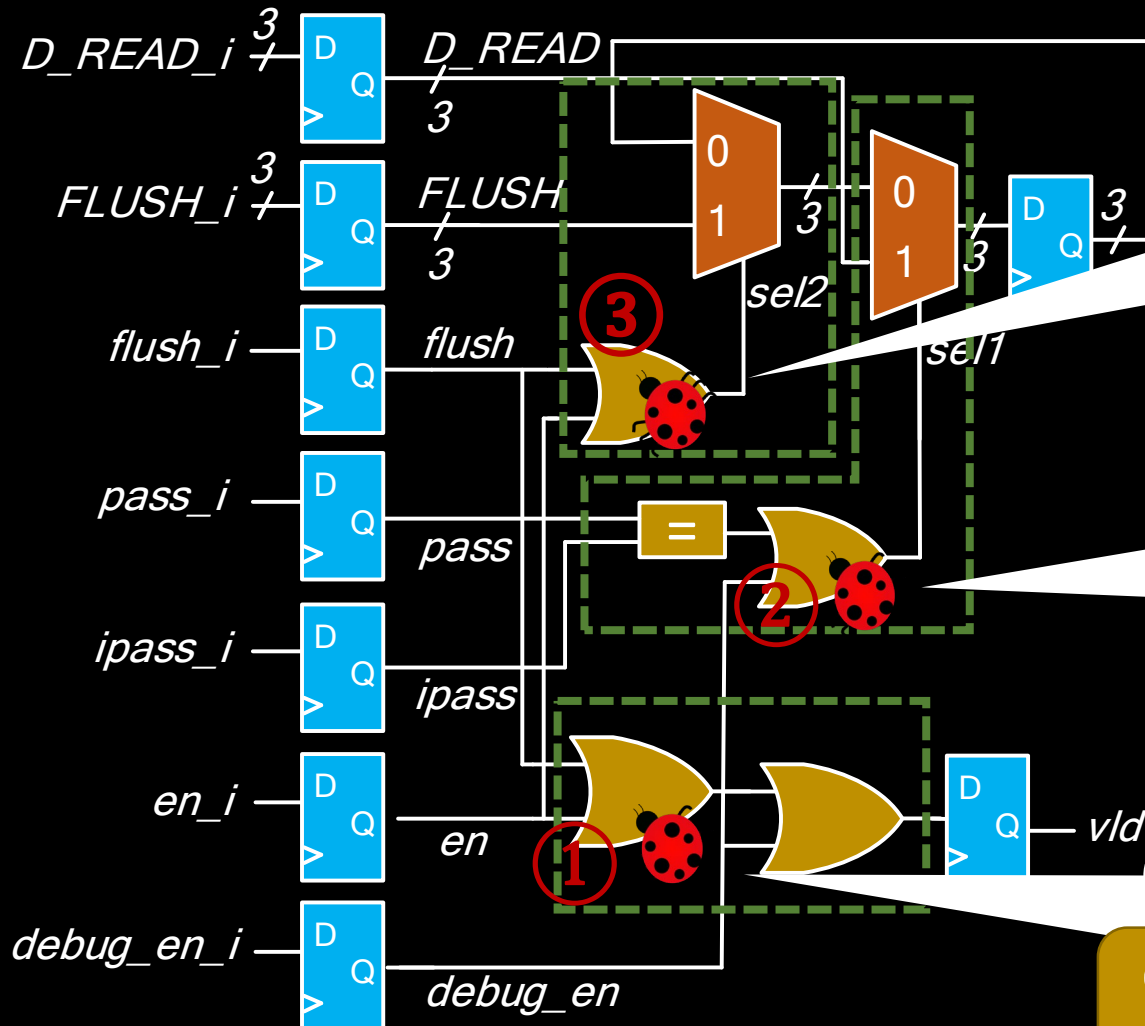 3
D_READ_i
D
Q
D_READ
3
0
1
3
0
1
3
D
Q
3
3
FLUSH_i
D
Q
FLUSH
3
sel2
sel1
flush_i
D
Q
flush
③
pass_i
D
Q
pass
=
②
ipass_i
D
Q
ipass
en_i
D
Q
en
①
D
Q
vld
debug_en_i
D
Q
debug_en